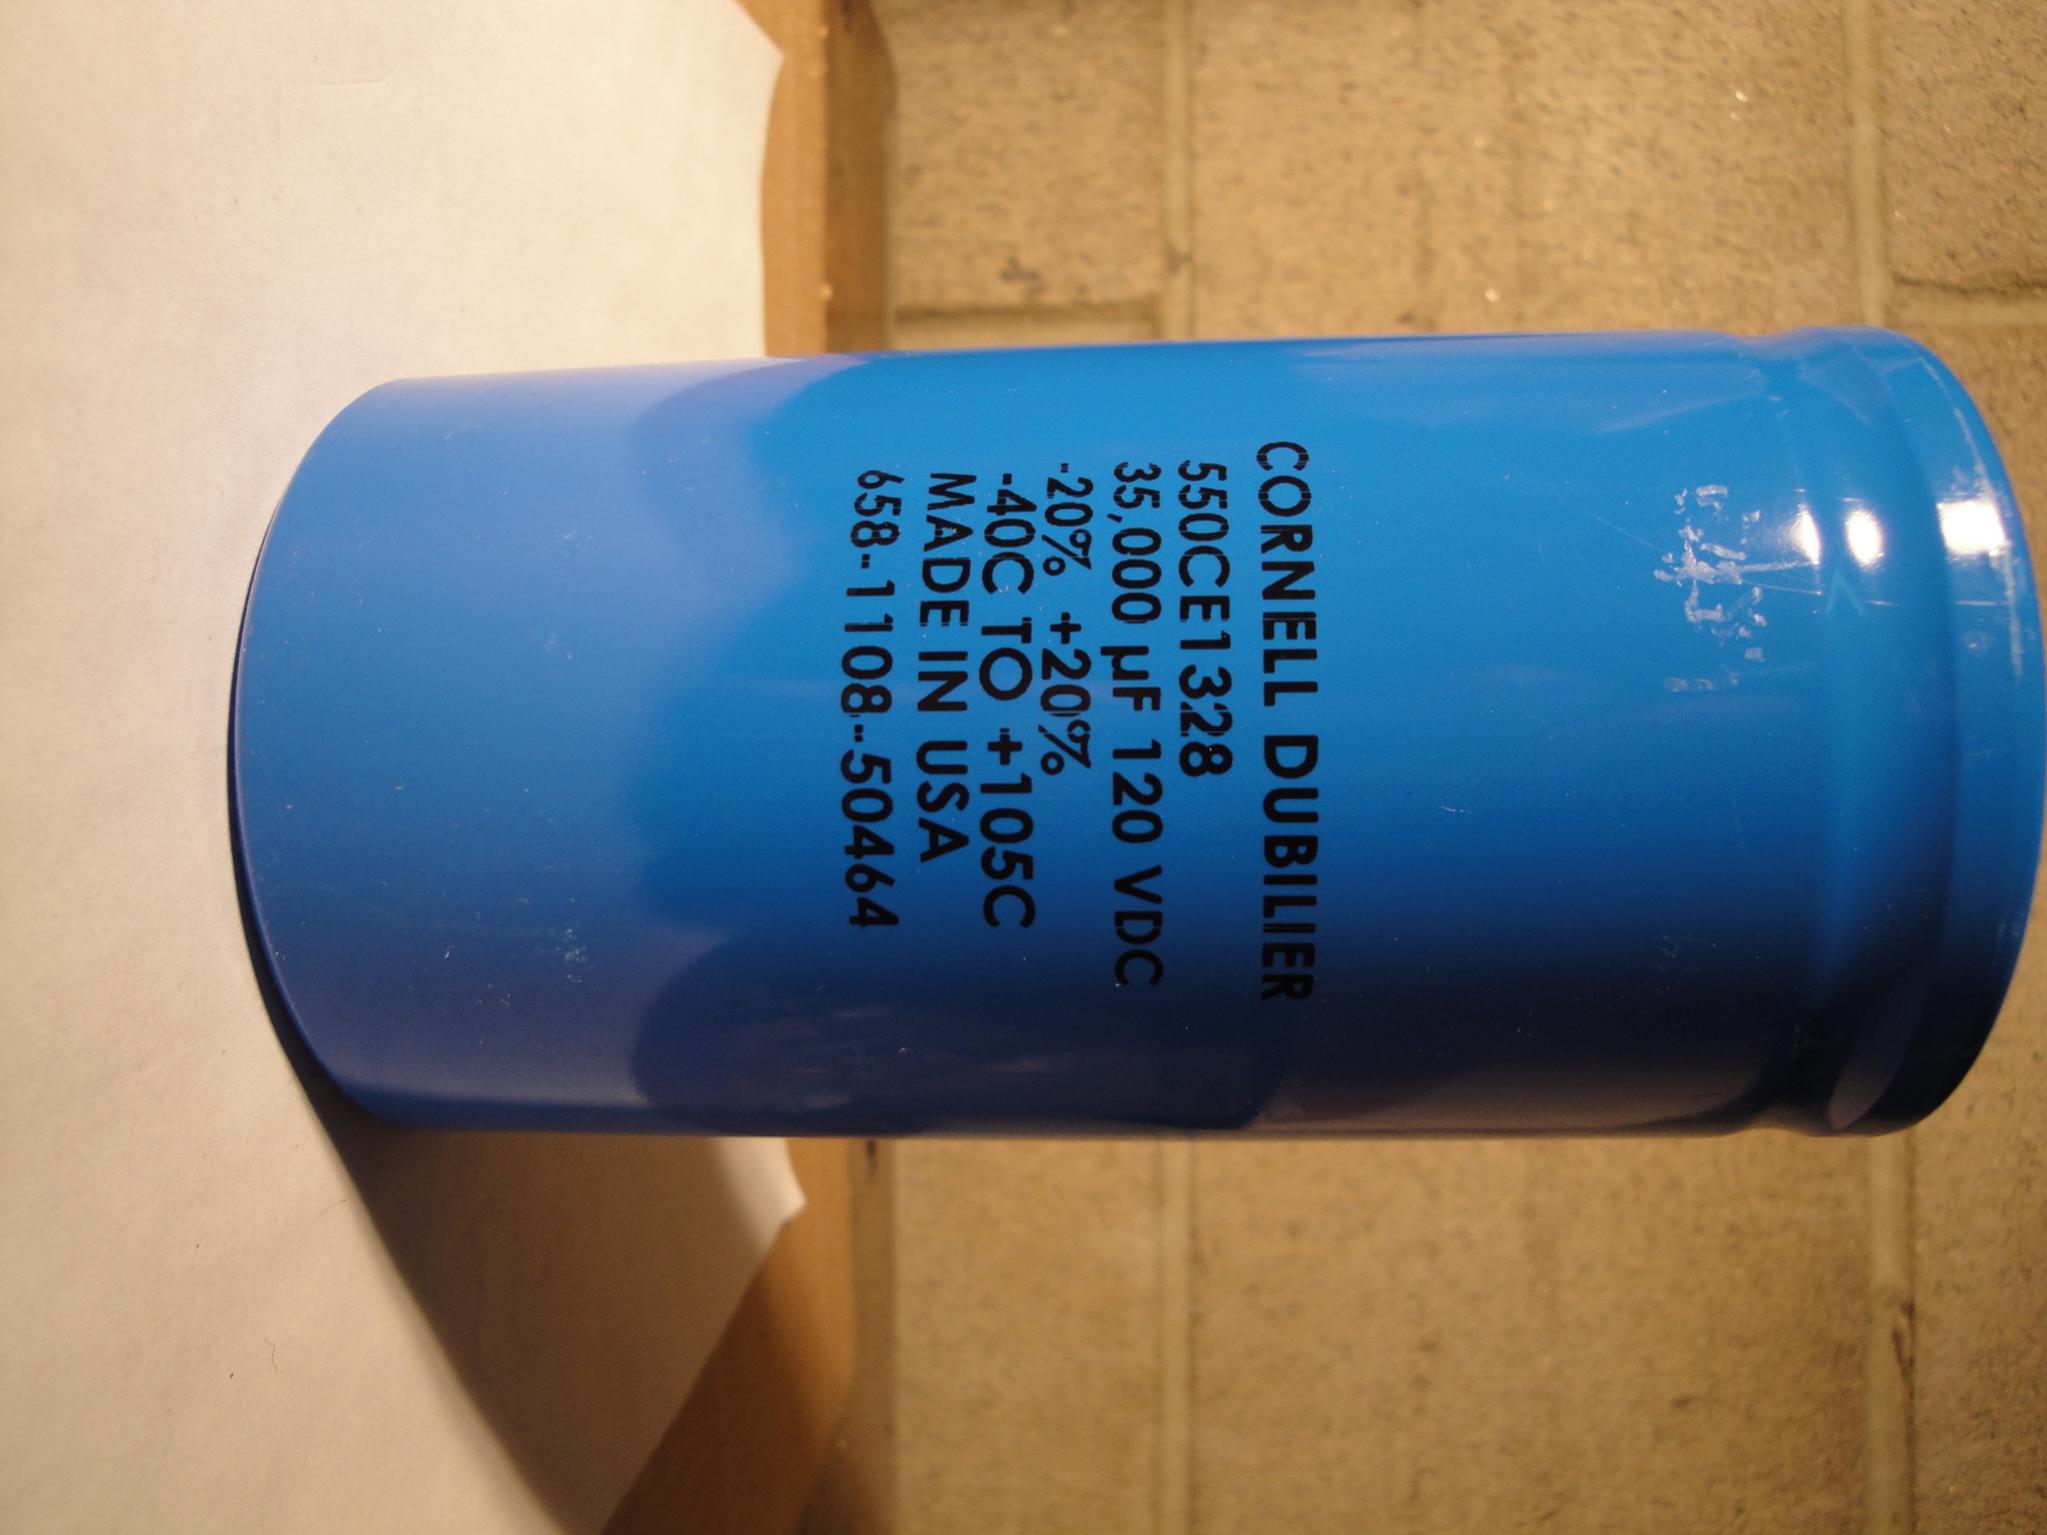 CORNELL DUBILIER
550CE1328
35,000 µF 120 VDC
-20% +20%
-40C TO +105C
MADE IN USA
658-1108-50464